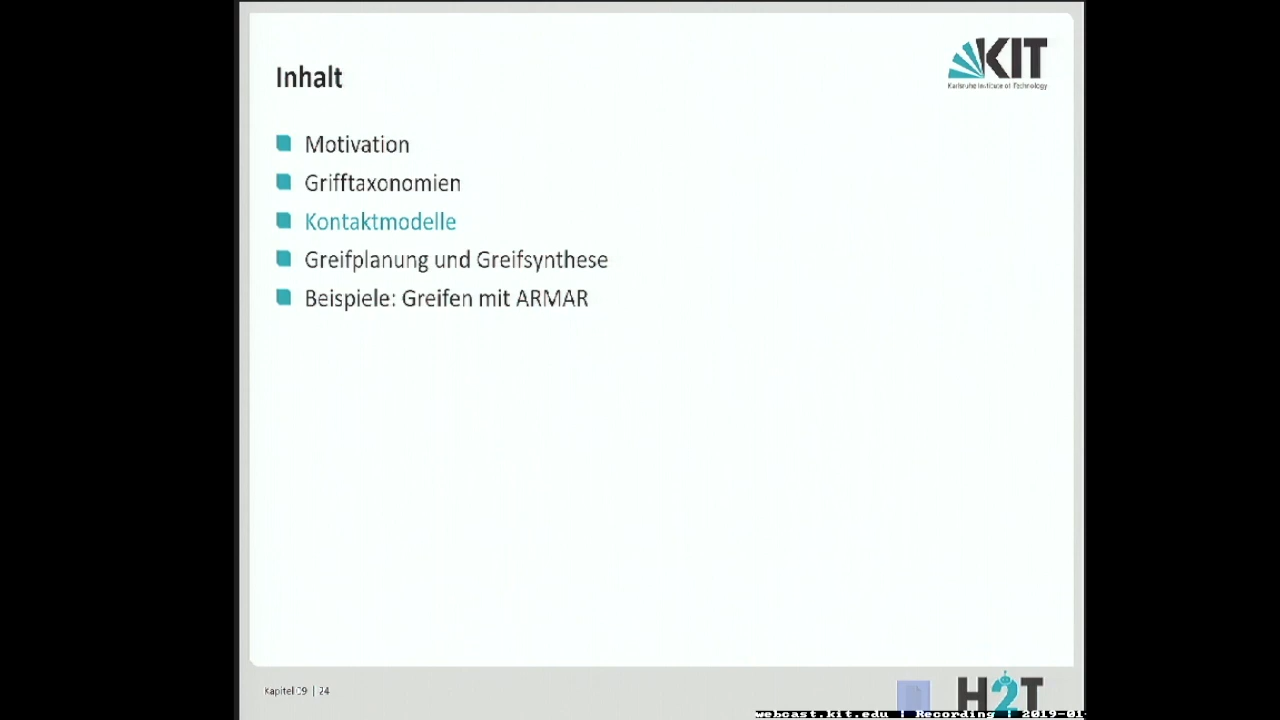 Inhalt
KIT
Karlsruhe Institute of Technology
Motivation
Grifftaxonomien
Kontaktmodelle
Greifplanung und Greifsynthese
Beispiele: Greifen mit ARMAR
Kapitel 09 | 24
H2T
webcast.kit.edu | Recording | 2019-01-